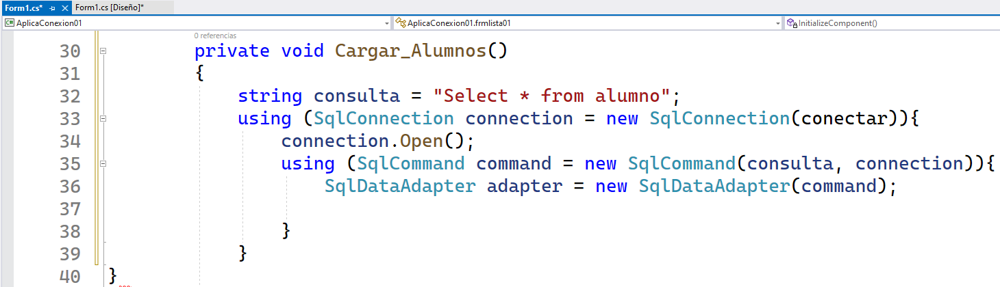 Form1.cs* Form1.cs [Diseño]*
AplicaConexion01 AplicaConexion01.frmlista01 InitializeComponent()
0 referencias
30 private void Cargar_Alumnos()
31 {
32 string consulta = "Select * from alumno";
33 using (SqlConnection connection = new SqlConnection(conectar)){
34 connection.Open();
35 using (SqlCommand command = new SqlCommand(consulta, connection)){
36 SqlDataAdapter adapter = new SqlDataAdapter(command);
37
38 }
39 }
40 }